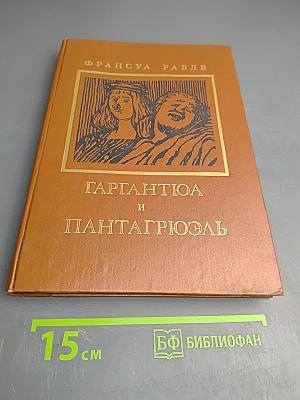 ФРАНСУА РАБЛЕ
ГАРГАНТЮА
и
ПАНТАГРЮЭЛЬ
15 см
БФ БИБЛИОФАН